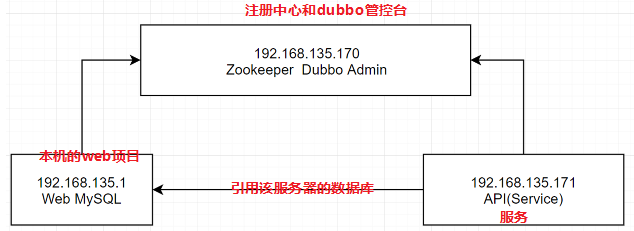 注册中心和dubbo管控台
192.168.135.170
Zookeeper Dubbo Admin
本机的web项目
192.168.135.1
Web MySQL
引用该服务器的数据库
192.168.135.171
API(Service)
服务